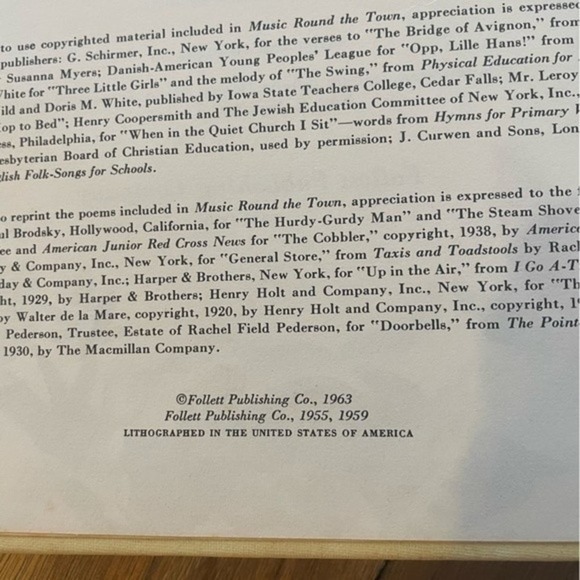 to use copyrighted material included in Music Round the Town, appreciation is expressed
publishers: G. Schirmer, Inc., New York, for the verses to "The Bridge of Avignon," from
Susanna Myers; Danish-American Young Peoples' League for "Opp, Lille Hans!" from
White for "Three Little Girls" and the melody of "The Swing," from Physical Education for
ild and Doris M. White, published by Iowa State Teachers College, Cedar Falls; Mr. Leroy
op to Bed"; Henry Coopersmith and The Jewish Education Committee of New York, Inc.,
ss, Philadelphia, for "When in the Quiet Church I Sit"—words from Hymns for Primary W
esbyterian Board of Christian Education, used by permission; J. Curwen and Sons, Lon
lish Folk-Songs for Schools.
o reprint the poems included in Music Round the Town, appreciation is expressed to the f
ul Brodsky, Hollywood, California, for "The Hurdy-Gurdy Man" and "The Steam Shove
ee and American Junior Red Cross News for "The Cobbler," copyright, 1938, by America
y & Company, Inc., New York, for "General Store," from Taxis and Toadstools by Rach
day & Company, Inc.; Harper & Brothers, New York, for "Up in the Air," from I Go A-T
ht, 1929, by Harper & Brothers; Henry Holt and Company, Inc., New York, for "Th
by Walter de la Mare, copyright, 1920, by Henry Holt and Company, Inc., copyright, 1
Pederson, Trustee, Estate of Rachel Field Pederson, for "Doorbells," from The Point
1930, by The Macmillan Company.
©Follett Publishing Co., 1963
Follett Publishing Co., 1955, 1959
LITHOGRAPHED IN THE UNITED STATES OF AMERICA